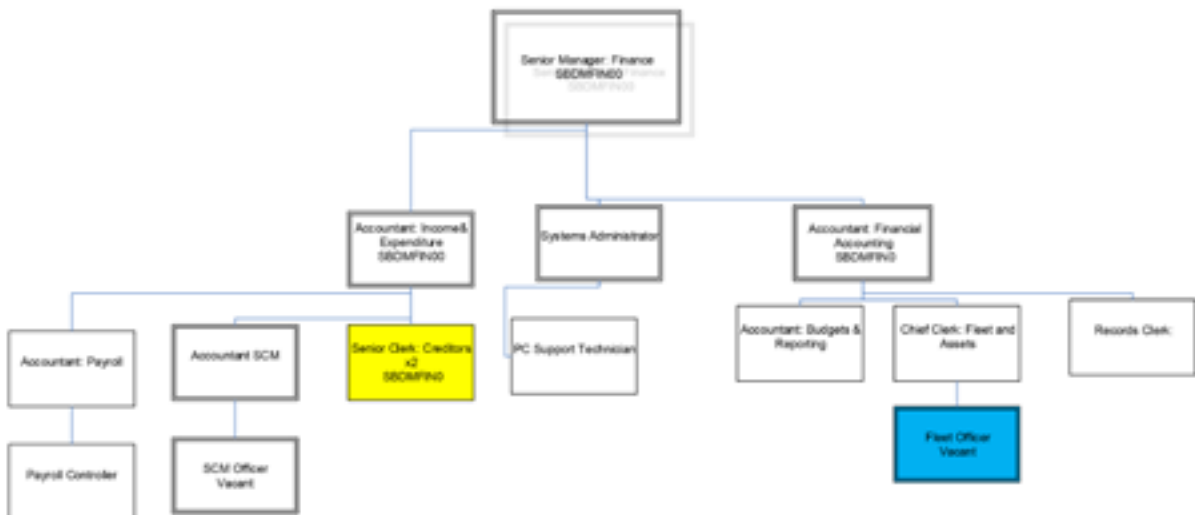 Senior Manager: Finance
SBDMFIN00
Accountant: Income&
Expenditure
SBDMFIN00
Systems Administrator
Accountant: Financial
Accounting
SBDMFIN0
Accountant: Payroll
Accountant SCM
Senior Clerk: Creditors
x2
SBDMFIN0
PC Support Technician
Accountant: Budgets &
Reporting
Chief Clerk: Fleet and
Assets
Records Clerk:
Payroll Controller
SCM Officer
Vacant
Fleet Officer
Vacant